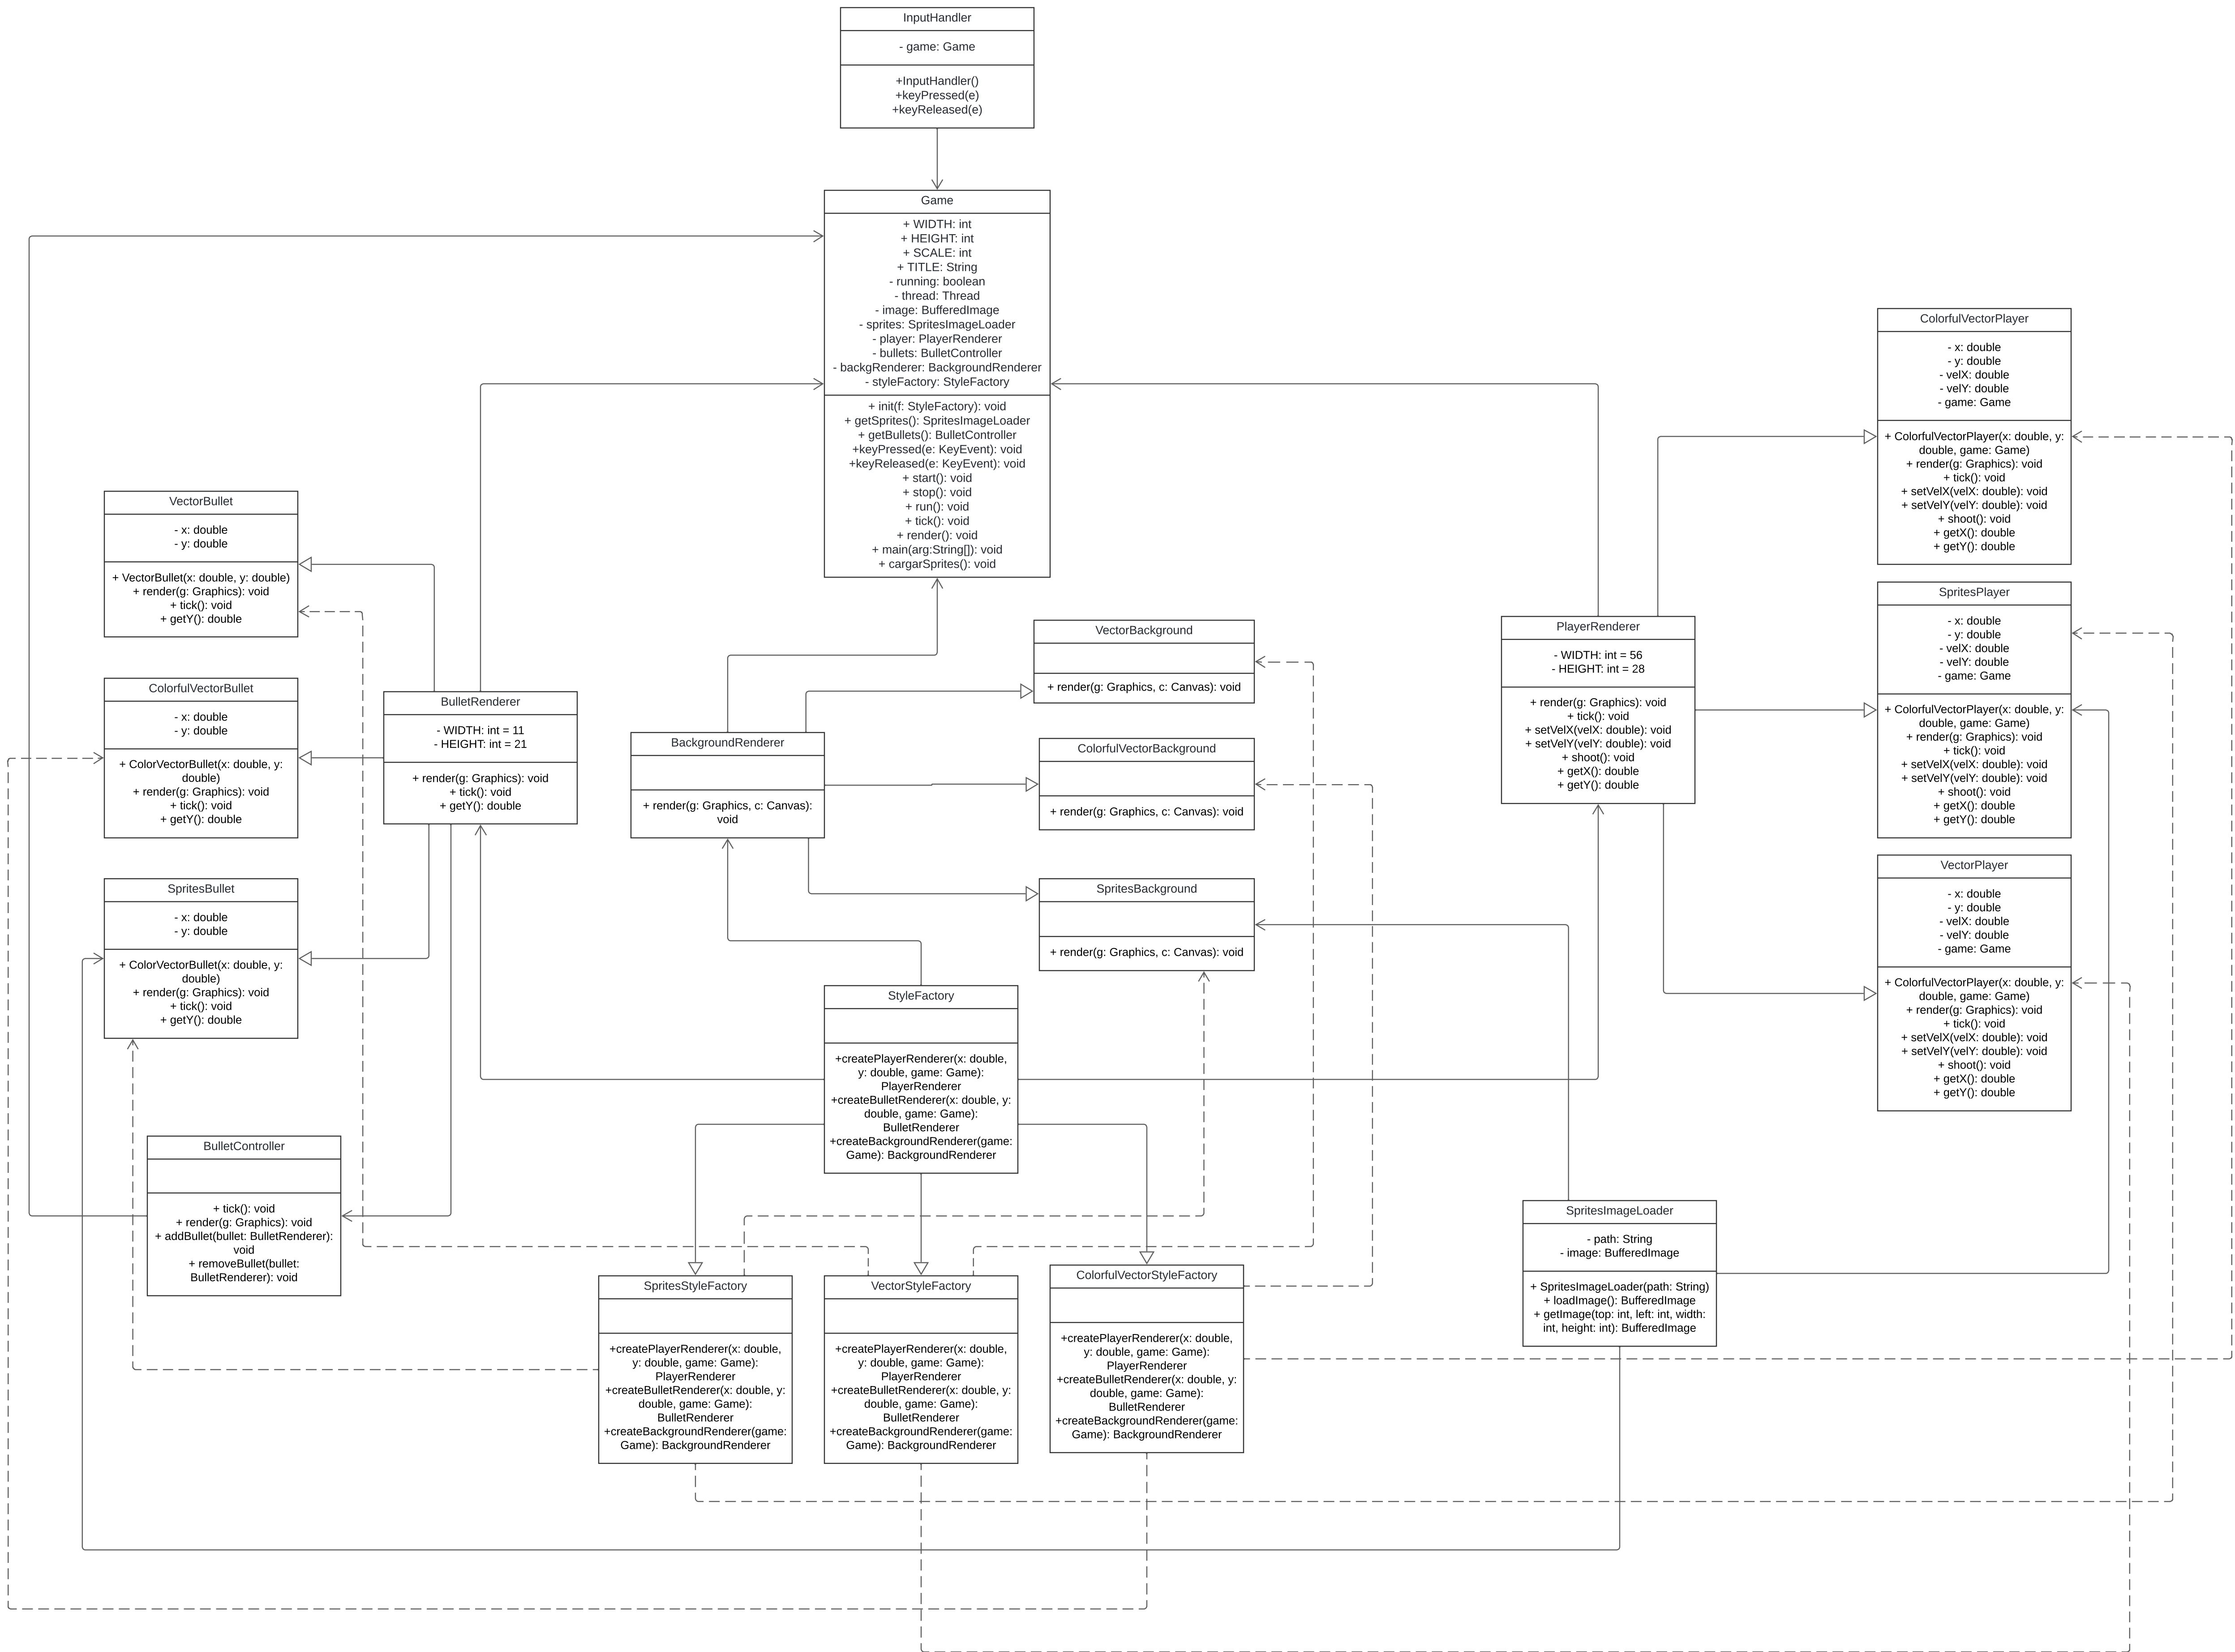 InputHandler
- game: Game
+InputHandler()
+keyPressed(e)
+keyReleased(e)
Game
+ WIDTH: int
+ HEIGHT: int
+ SCALE: int
+ TITLE: String
- running: boolean
- thread: Thread
- image: BufferedImage
- sprites: SpritesImageLoader
- player: PlayerRenderer
- bullets: BulletController
- backgRenderer: BackgroundRenderer
- styleFactory: StyleFactory
+ init(f: StyleFactory): void
+ getSprites(): SpritesImageLoader
+ getBullets(): BulletController
+keyPressed(e: KeyEvent): void
+keyReleased(e: KeyEvent): void
+ start(): void
+ stop(): void
+ run(): void
+ tick(): void
+ render(): void
+ main(arg:String[]): void
+ cargarSprites(): void
ColorfulVectorPlayer
- x: double
- y: double
- velX: double
- velY: double
- game: Game
+ ColorfulVectorPlayer(x: double, y:
double, game: Game)
+ render(g: Graphics): void
+ tick(): void
+ setVelX(velX: double): void
+ setVelY(velY: double): void
+ shoot(): void
+ getX(): double
+ getY(): double
VectorBullet
- x: double
- y: double
+ VectorBullet(x: double, y: double)
+ render(g: Graphics): void
+ tick(): void
+ getY(): double
SpritesPlayer
- x: double
- y: double
- velX: double
- velY: double
- game: Game
+ ColorfulVectorPlayer(x: double, y:
double, game: Game)
+ render(g: Graphics): void
+ tick(): void
+ setVelX(velX: double): void
+ setVelY(velY: double): void
+ shoot(): void
+ getX(): double
+ getY(): double
PlayerRenderer
- WIDTH: int = 56
- HEIGHT: int = 28
+ render(g: Graphics): void
+ tick(): void
+ setVelX(velX: double): void
+ setVelY(velY: double): void
+ shoot(): void
+ getX(): double
+ getY(): double
VectorBackground
+ render(g: Graphics, c: Canvas): void
ColorfulVectorBullet
- x: double
- y: double
+ ColorVectorBullet(x: double, y:
double)
+ render(g: Graphics): void
+ tick(): void
+ getY(): double
BulletRenderer
- WIDTH: int = 11
- HEIGHT: int = 21
+ render(g: Graphics): void
+ tick(): void
+ getY(): double
BackgroundRenderer
+ render(g: Graphics, c: Canvas):
void
ColorfulVectorBackground
+ render(g: Graphics, c: Canvas): void
VectorPlayer
- x: double
- y: double
- velX: double
- velY: double
- game: Game
+ ColorfulVectorPlayer(x: double, y:
double, game: Game)
+ render(g: Graphics): void
+ tick(): void
+ setVelX(velX: double): void
+ setVelY(velY: double): void
+ shoot(): void
+ getX(): double
+ getY(): double
SpritesBullet
- x: double
- y: double
+ ColorVectorBullet(x: double, y:
double)
+ render(g: Graphics): void
+ tick(): void
+ getY(): double
SpritesBackground
+ render(g: Graphics, c: Canvas): void
StyleFactory
+createPlayerRenderer(x: double,
y: double, game: Game):
PlayerRenderer
+createBulletRenderer(x: double, y:
double, game: Game):
BulletRenderer
+createBackgroundRenderer(game:
Game): BackgroundRenderer
BulletController
+ tick(): void
+ render(g: Graphics): void
+ addBullet(bullet: BulletRenderer):
void
+ removeBullet(bullet:
BulletRenderer): void
SpritesImageLoader
- path: String
- image: BufferedImage
+ SpritesImageLoader(path: String)
+ loadImage(): BufferedImage
+ getImage(top: int, left: int, width:
int, height: int): BufferedImage
SpritesStyleFactory
+createPlayerRenderer(x: double,
y: double, game: Game):
PlayerRenderer
+createBulletRenderer(x: double, y:
double, game: Game):
BulletRenderer
+createBackgroundRenderer(game:
Game): BackgroundRenderer
VectorStyleFactory
+createPlayerRenderer(x: double,
y: double, game: Game):
PlayerRenderer
+createBulletRenderer(x: double, y:
double, game: Game):
BulletRenderer
+createBackgroundRenderer(game:
Game): BackgroundRenderer
ColorfulVectorStyleFactory
+createPlayerRenderer(x: double,
y: double, game: Game):
PlayerRenderer
+createBulletRenderer(x: double, y:
double, game: Game):
BulletRenderer
+createBackgroundRenderer(game:
Game): BackgroundRenderer